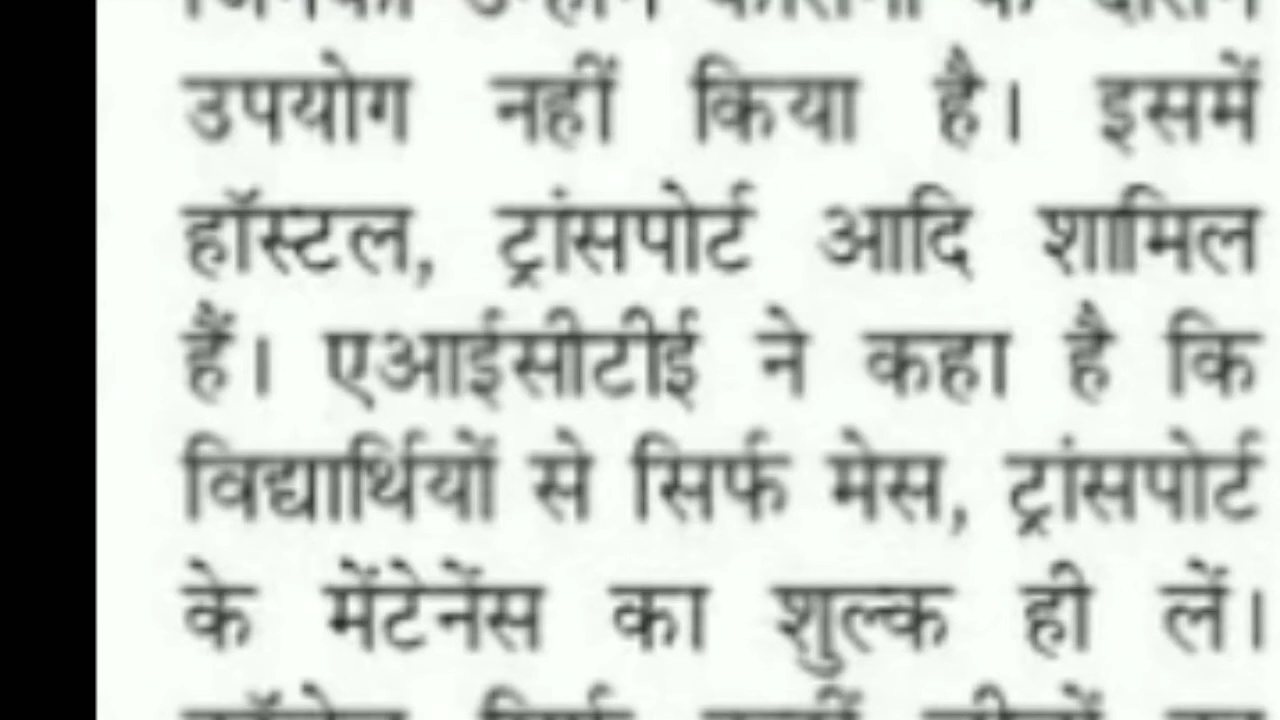 उपयोग नहीं किया है। इसमें
हॉस्टल, ट्रांसपोर्ट आदि शामिल
हैं। एआईसीटीई ने कहा है कि
विद्यार्थियों से सिर्फ मेस, ट्रांसपोर्ट
के मेंटेनेंस का शुल्क ही लें।